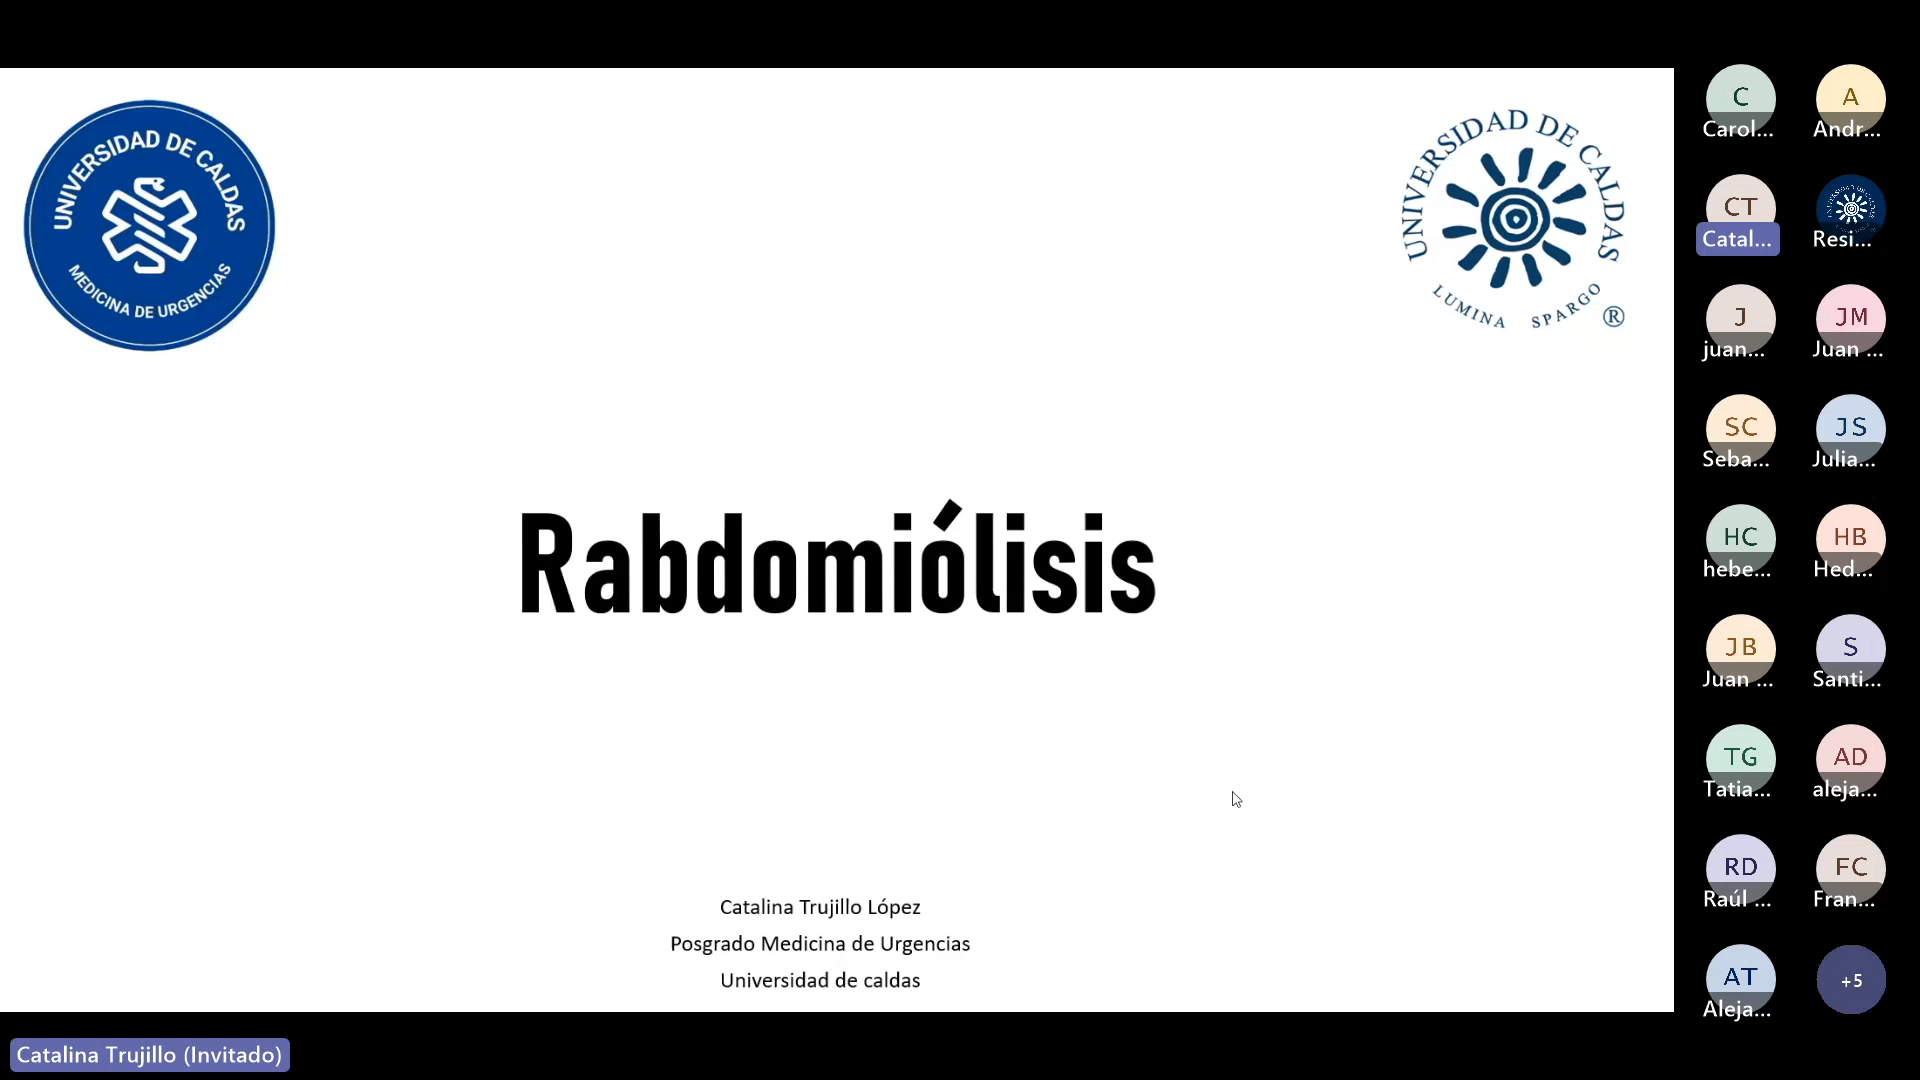 UNIVERSIDAD DE CALDAS
MEDICINA DE URGENCIAS
UNIVERSIDAD DE CALDAS
LUMINA SPARGO
®
Rabdomiólisis
Catalina Trujillo López
Posgrado Medicina de Urgencias
Universidad de caldas
Catalina Trujillo (Invitado)
C
Carol...
A
Andr...
CT
Catal...
Resi...
J
juan...
JM
Juan ...
SC
Seba...
JS
Julia...
HC
hebe...
HB
Hed...
JB
Juan ...
S
Santi...
TG
Tatia...
AD
aleja...
RD
Raúl ...
FC
Fran...
AT
Aleja...
+5